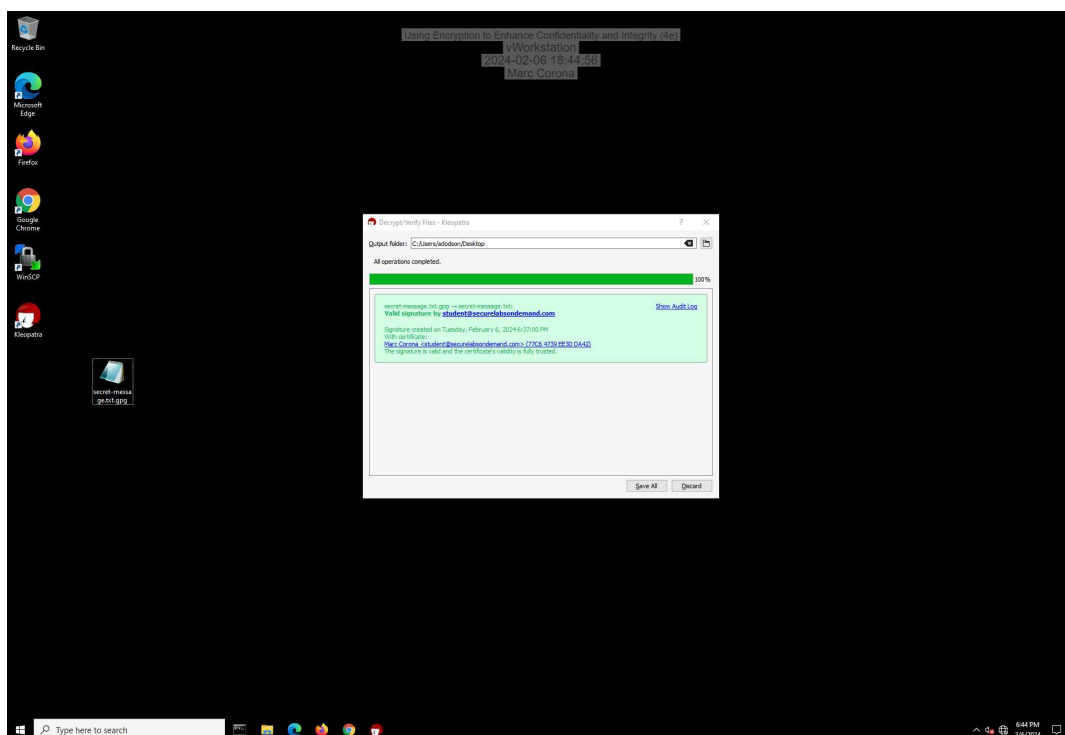 Recycle Bin
Microsoft
Edge
Firefox
Google
Chrome
WinSCP
Kleopatra
secret-messa
ge.txt.gpg
Using Encryption to Enhance Confidentiality and Integrity (4e)
vWorkstation
2024-02-06 18:44:56
Marc Corona
Decrypt/Verify Files - Kleopatra
Output folder: C:/Users/adodson/Desktop
All operations completed.
100%
secret-message.txt.gpg → secret-message.txt: Show Audit Log
Valid signature by student@securelabsondemand.com
Signature created on Tuesday, February 6, 2024 6:37:00 PM
With certificate:
Marc Corona <student@securelabsondemand.com> (77C6 4739 EE3D DA42)
The signature is valid and the certificate's validity is fully trusted.
Save All Discard
Type here to search
6:44 PM
2/6/2024